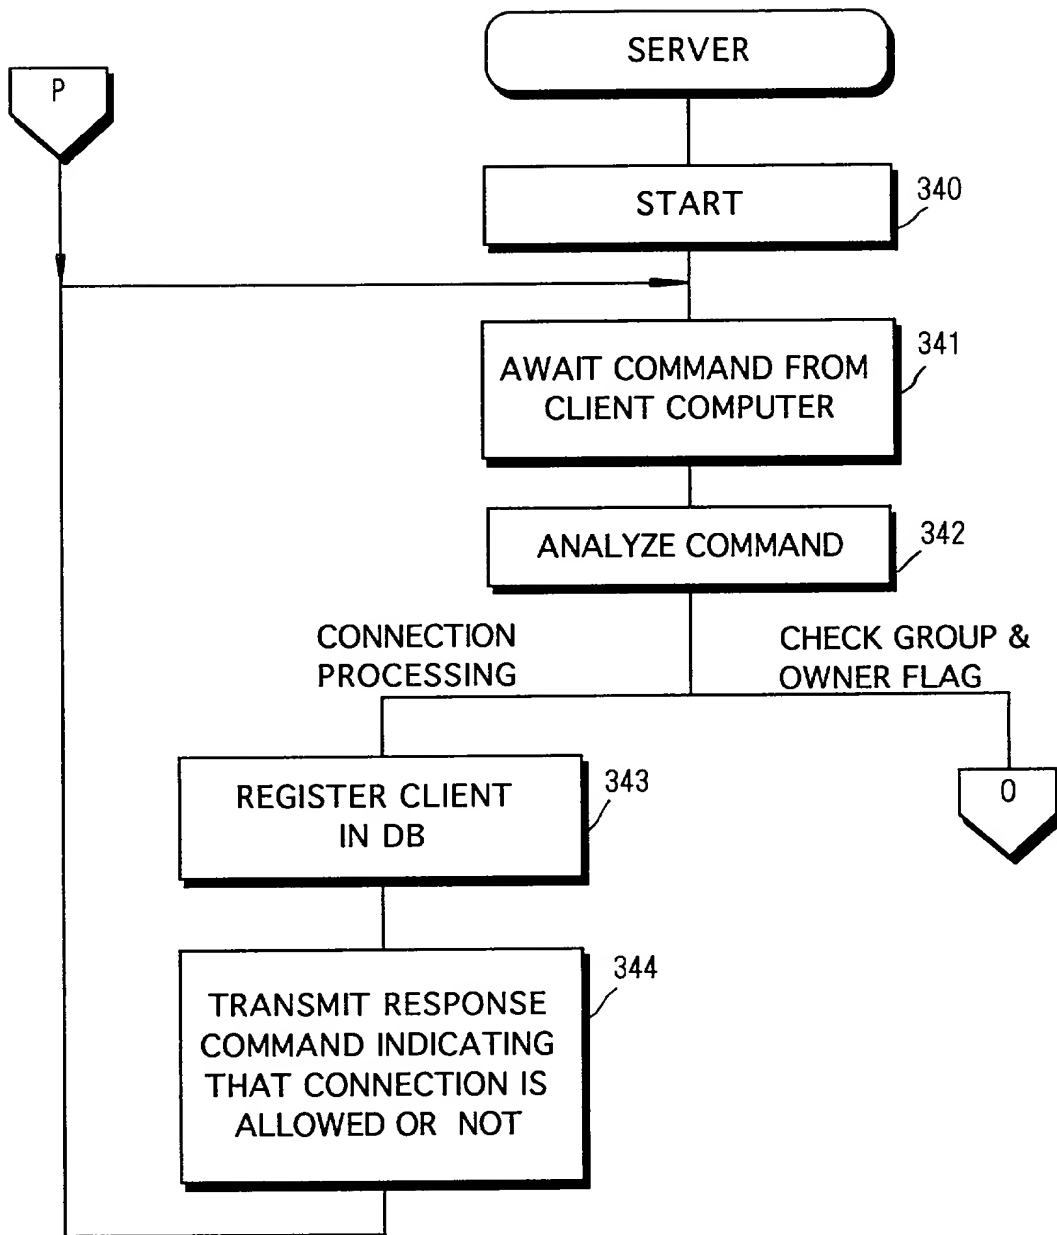 SERVER
P
START
340
AWAIT COMMAND FROM
CLIENT COMPUTER
341
ANALYZE COMMAND
342
CONNECTION
PROCESSING
CHECK GROUP &
OWNER FLAG
REGISTER CLIENT
IN DB
343
O
TRANSMIT RESPONSE
COMMAND INDICATING
THAT CONNECTION IS
ALLOWED OR NOT
344